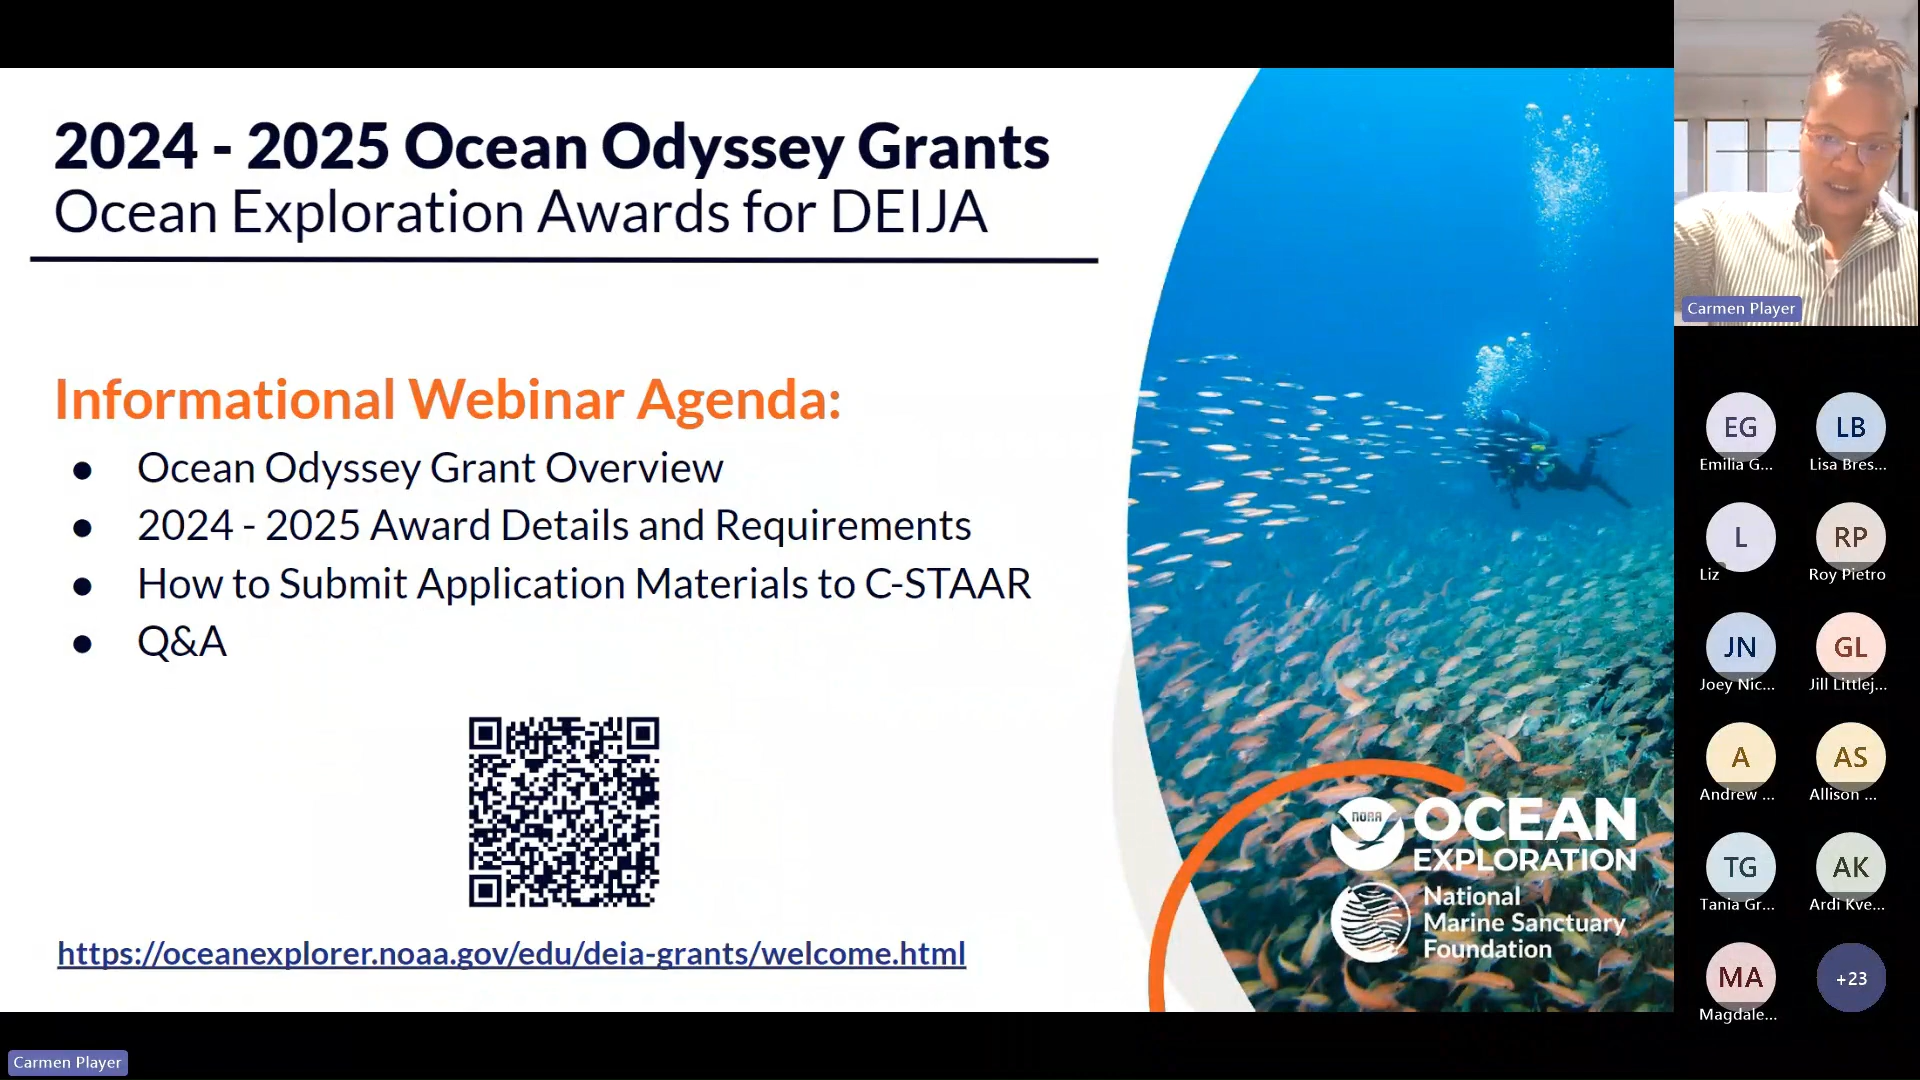 2024 - 2025 Ocean Odyssey Grants
Ocean Exploration Awards for DEIJA
Informational Webinar Agenda:
● Ocean Odyssey Grant Overview
● 2024 - 2025 Award Details and Requirements
● How to Submit Application Materials to C-STAAR
● Q&A
https://oceanexplorer.noaa.gov/edu/deia-grants/welcome.html
NOAA
OCEAN
EXPLORATION
National
Marine Sanctuary
Foundation
Carmen Player
EG
Emilia G...
LB
Lisa Bres...
L
Liz
RP
Roy Pietro
JN
Joey Nic...
GL
Jill Littlej...
A
Andrew ...
AS
Allison ...
TG
Tania Gr...
AK
Ardi Kve...
MA
Magdale...
+23
Carmen Player